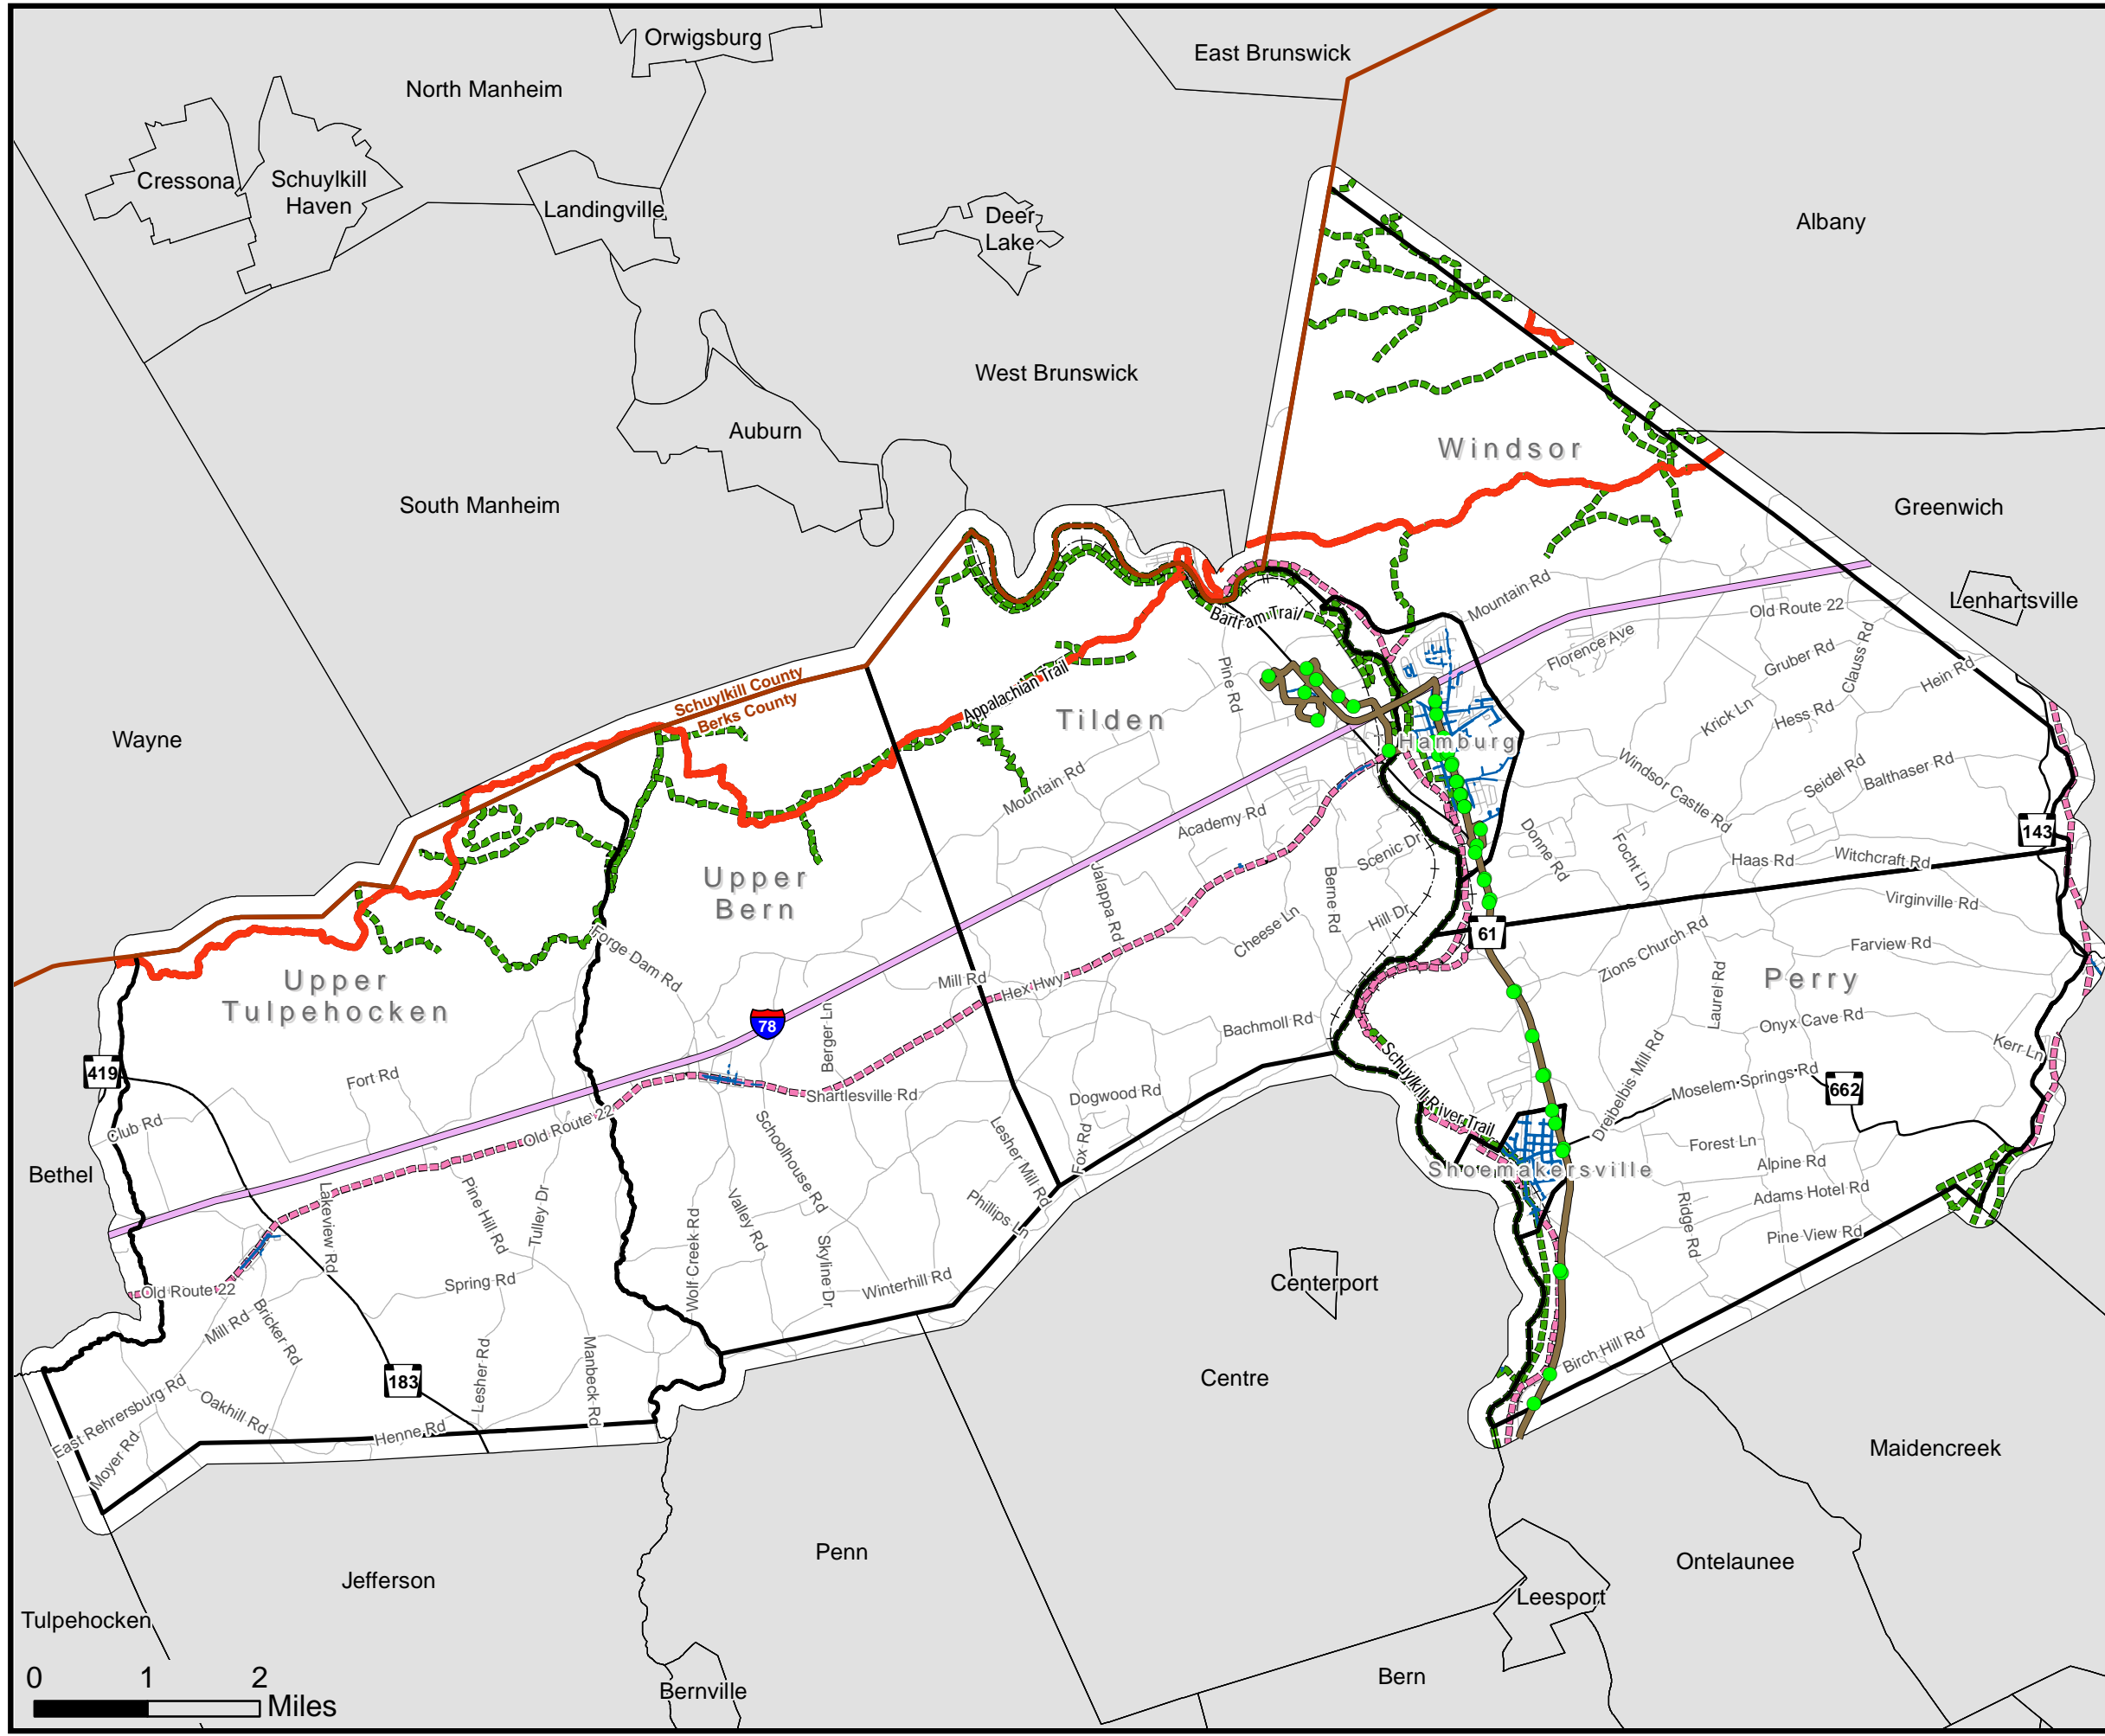 Orwigsburg
East Brunswick
North Manheim
Cressona
Schuylkill
Haven
Landingville
Deer
Lake
Albany
West Brunswick
Auburn
Windsor
South Manheim
Greenwich
Mountain Rd
Lenhartsville
Old Route 22
Bartram Trail
Florence Ave
Gruber Rd
Clauss Rd
Hein Rd
Pine Rd
Schuylkill County
Berks County
Appalachian Trail
Tilden
Krick Ln
Hess Rd
Wayne
Hamburg
Mountain Rd
Windsor Castle Rd
Seidel Rd
Balthaser Rd
Academy Rd
Scenic Dr
Donne Rd
Focht Ln
143
Haas Rd
Witchcraft Rd
Upper
Bern
Jalappa Rd
Berne Rd
Cheese Ln
Hill Dr
Virginville Rd
61
Forge Dam Rd
Zions Church Rd
Farview Rd
Upper
Tulpehocken
Mill Rd
Hex Hwy
Perry
Laurel Rd
78
Berger Ln
Bachmoll Rd
Onyx Cave Rd
Kerr Ln
419
Fort Rd
Schuylkill River Trail
Dreibelbis Mill Rd
Moselem Springs Rd
662
Shartlesville Rd
Dogwood Rd
Club Rd
Old Route 22
Schoolhouse Rd
Lesher Mill Rd
Fox Rd
Forest Ln
Bethel
Shoemakersville
Alpine Rd
Lakeview Rd
Pine Hill Rd
Tulley Dr
Valley Rd
Phillips Ln
Adams Hotel Rd
Ridge Rd
Pine View Rd
Wolf Creek Rd
Skyline Dr
Old Route 22
Spring Rd
Winterhill Rd
Centerport
Mill Rd
Bricker Rd
Birch Hill Rd
183
Lesher Rd
Manbeck Rd
Centre
East Rehrersburg Rd
Oakhill Rd
Henne Rd
Moyer Rd
Maidencreek
Penn
Ontelaunee
Jefferson
Leesport
Tulpehocken
0 1 2
Miles
Bernville
Bern